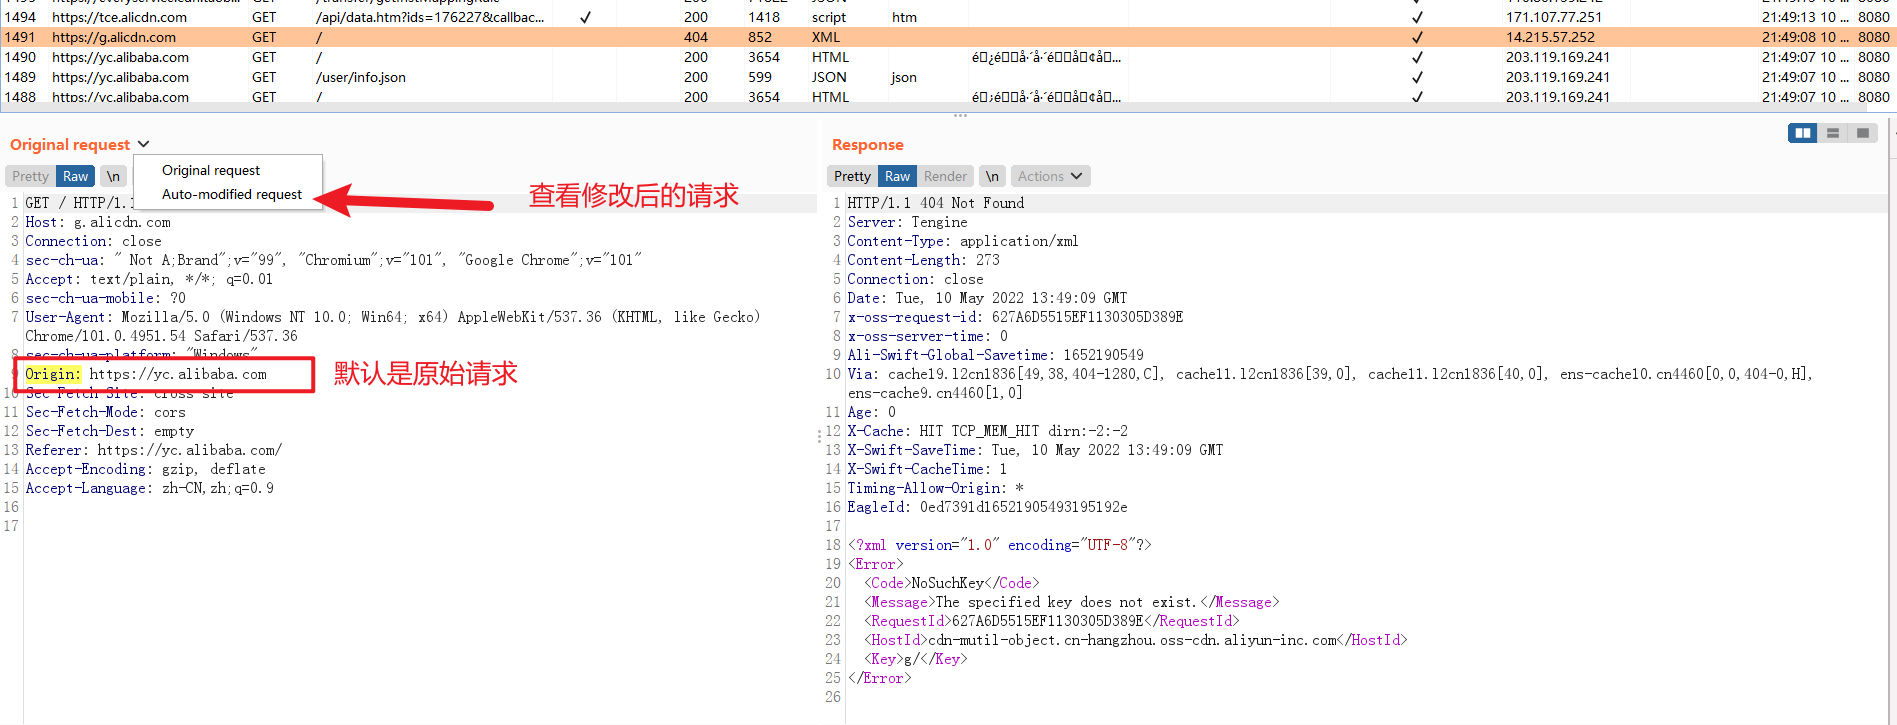 1494 https://tce.alicdn.com GET /api/data.htm?ids=176227&callbac... ✓ 200 1418 script htm ✓ 171.107.77.251 21:49:13 10 ... 8080
1491 https://g.alicdn.com GET / 404 852 XML ✓ 14.215.57.252 21:49:08 10 ... 8080
1490 https://yc.alibaba.com GET / 200 3654 HTML ✓ 203.119.169.241 21:49:07 10 ... 8080
1489 https://yc.alibaba.com GET /user/info.json 200 599 JSON json ✓ 203.119.169.241 21:49:07 10 ... 8080
1488 https://yc.alibaba.com GET / 200 3654 HTML ✓ 203.119.169.241 21:49:07 10 ... 8080
Original request
Original request
Auto-modified request
Pretty Raw \n
查看修改后的请求
1 GET / HTTP/1.1
2 Host: g.alicdn.com
3 Connection: close
4 sec-ch-ua: " Not A;Brand";v="99", "Chromium";v="101", "Google Chrome";v="101"
5 Accept: text/plain, */*; q=0.01
6 sec-ch-ua-mobile: ?0
7 User-Agent: Mozilla/5.0 (Windows NT 10.0; Win64; x64) AppleWebKit/537.36 (KHTML, like Gecko)
Chrome/101.0.4951.54 Safari/537.36
8 sec-ch-ua-platform: "Windows"
9 Origin: https://yc.alibaba.com
默认是原始请求
10 Sec-Fetch-Site: cross-site
11 Sec-Fetch-Mode: cors
12 Sec-Fetch-Dest: empty
13 Referer: https://yc.alibaba.com/
14 Accept-Encoding: gzip, deflate
15 Accept-Language: zh-CN,zh;q=0.9
16
17
Response
Pretty Raw Render \n Actions
1 HTTP/1.1 404 Not Found
2 Server: Tengine
3 Content-Type: application/xml
4 Content-Length: 273
5 Connection: close
6 Date: Tue, 10 May 2022 13:49:09 GMT
7 x-oss-request-id: 627A6D5515EF1130305D389E
8 x-oss-server-time: 0
9 Ali-Swift-Global-Savetime: 1652190549
10 Via: cache19.l2cn1836[49,38,404-1280,C], cache11.l2cn1836[39,0], cache11.l2cn1836[40,0], ens-cache10.cn4460[0,0,404-0,H],
ens-cache9.cn4460[1,0]
11 Age: 0
12 X-Cache: HIT TCP_MEM_HIT dirn:-2:-2
13 X-Swift-SaveTime: Tue, 10 May 2022 13:49:09 GMT
14 X-Swift-CacheTime: 1
15 Timing-Allow-Origin: *
16 EagleId: 0ed7391d16521905493195192e
17
18 <?xml version="1.0" encoding="UTF-8"?>
19 <Error>
20 <Code>NoSuchKey</Code>
21 <Message>The specified key does not exist.</Message>
22 <RequestId>627A6D5515EF1130305D389E</RequestId>
23 <HostId>cdn-mutil-object.cn-hangzhou.oss-cdn.aliyun-inc.com</HostId>
24 <Key>g/</Key>
25 </Error>
26